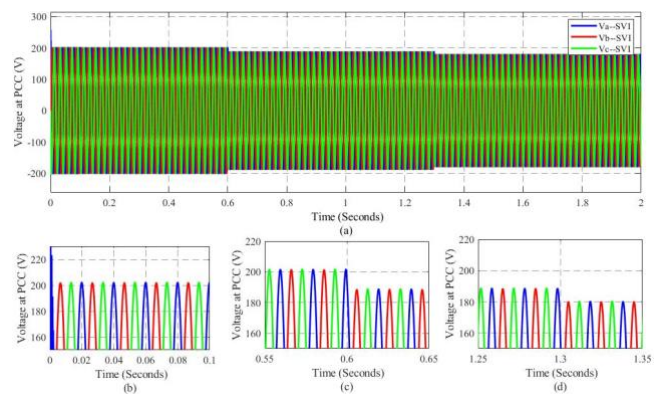 300
200
100
0
-100
-200
Voltage at PCC (V)
Va--SVI
Vb--SVI
Vc--SVI
0 0.2 0.4 0.6 0.8 1 1.2 1.4 1.6 1.8 2
Time (Seconds)
(a)
220
200
180
160
Voltage at PCC (V)
0 0.02 0.04 0.06 0.08 0.1
Time (Seconds)
(b)
220
200
180
160
Voltage at PCC (V)
0.55 0.6 0.65
Time (Seconds)
(c)
220
200
180
160
Voltage at PCC (V)
1.25 1.3 1.35
Time (Seconds)
(d)